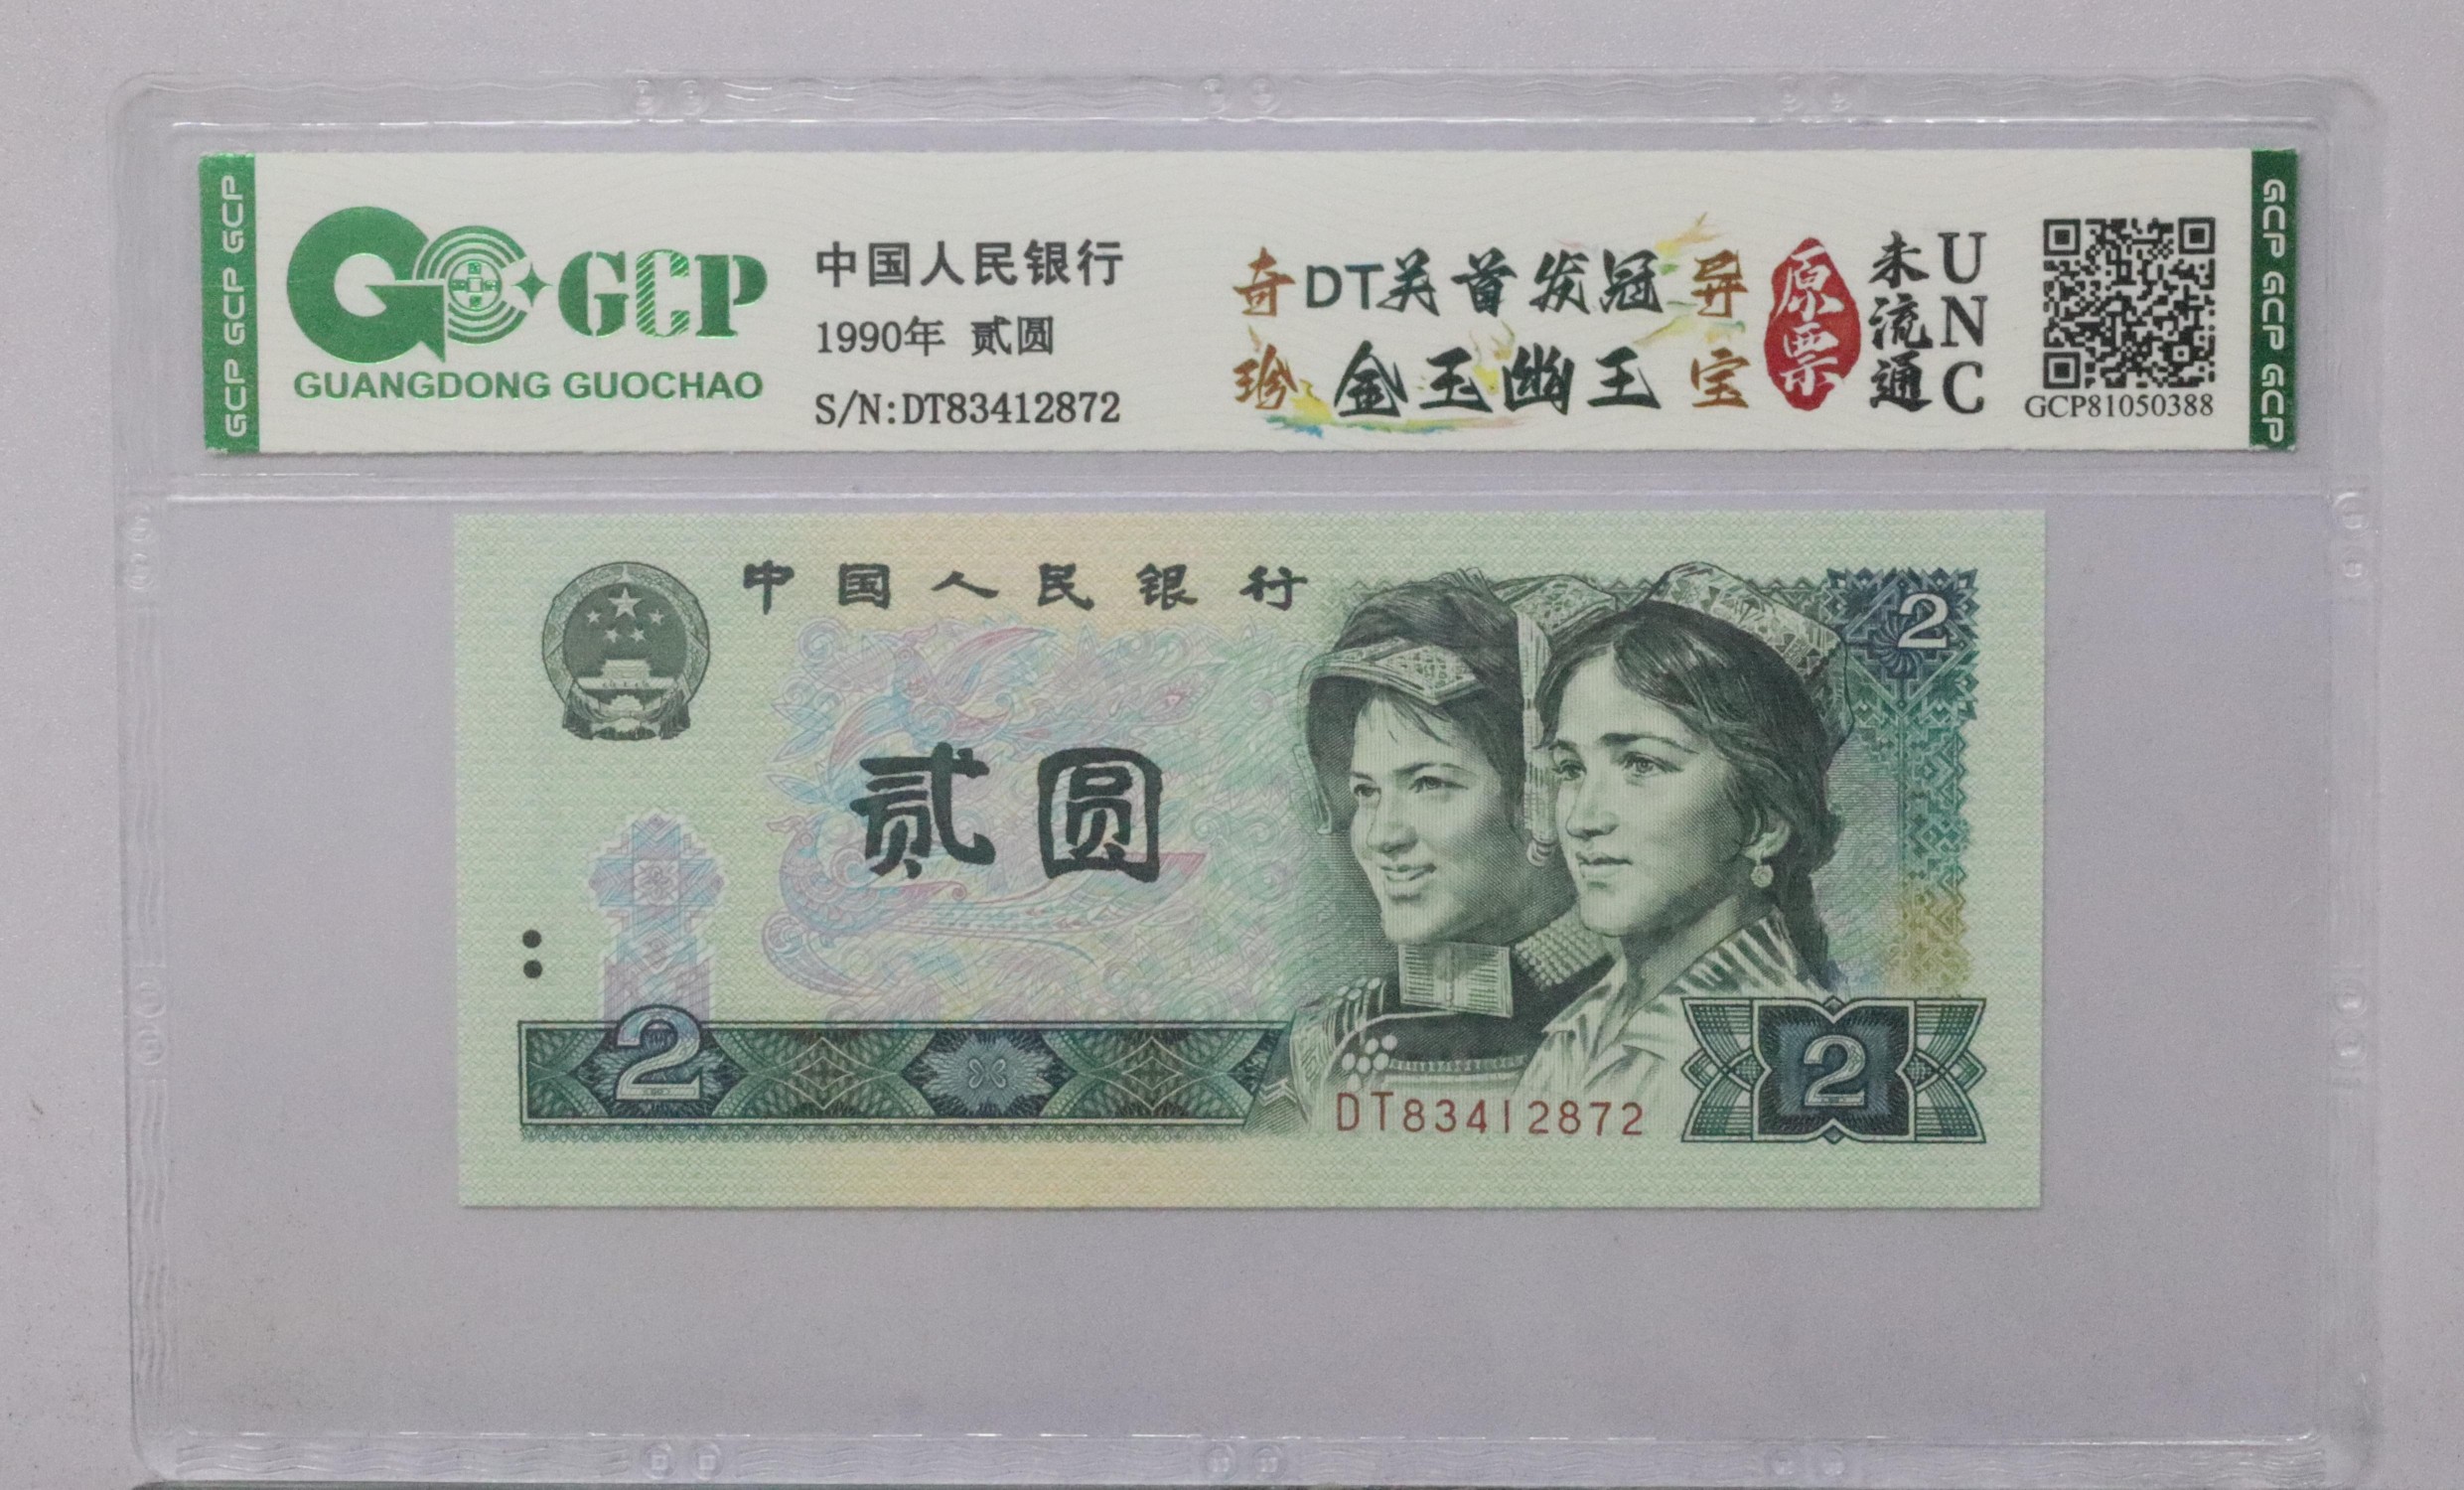 GCP GCP GCP
GCP
GUANGDONG GUOCHAO
中国人民银行
1990年 贰圆
S/N:DT83412872
奇DT关首发冠异
珍金玉幽王宝
原票
未流通
UNC
GCP81050388
GCP GCP GCP
中国人民银行
2
贰圆
2
2
DT83412872